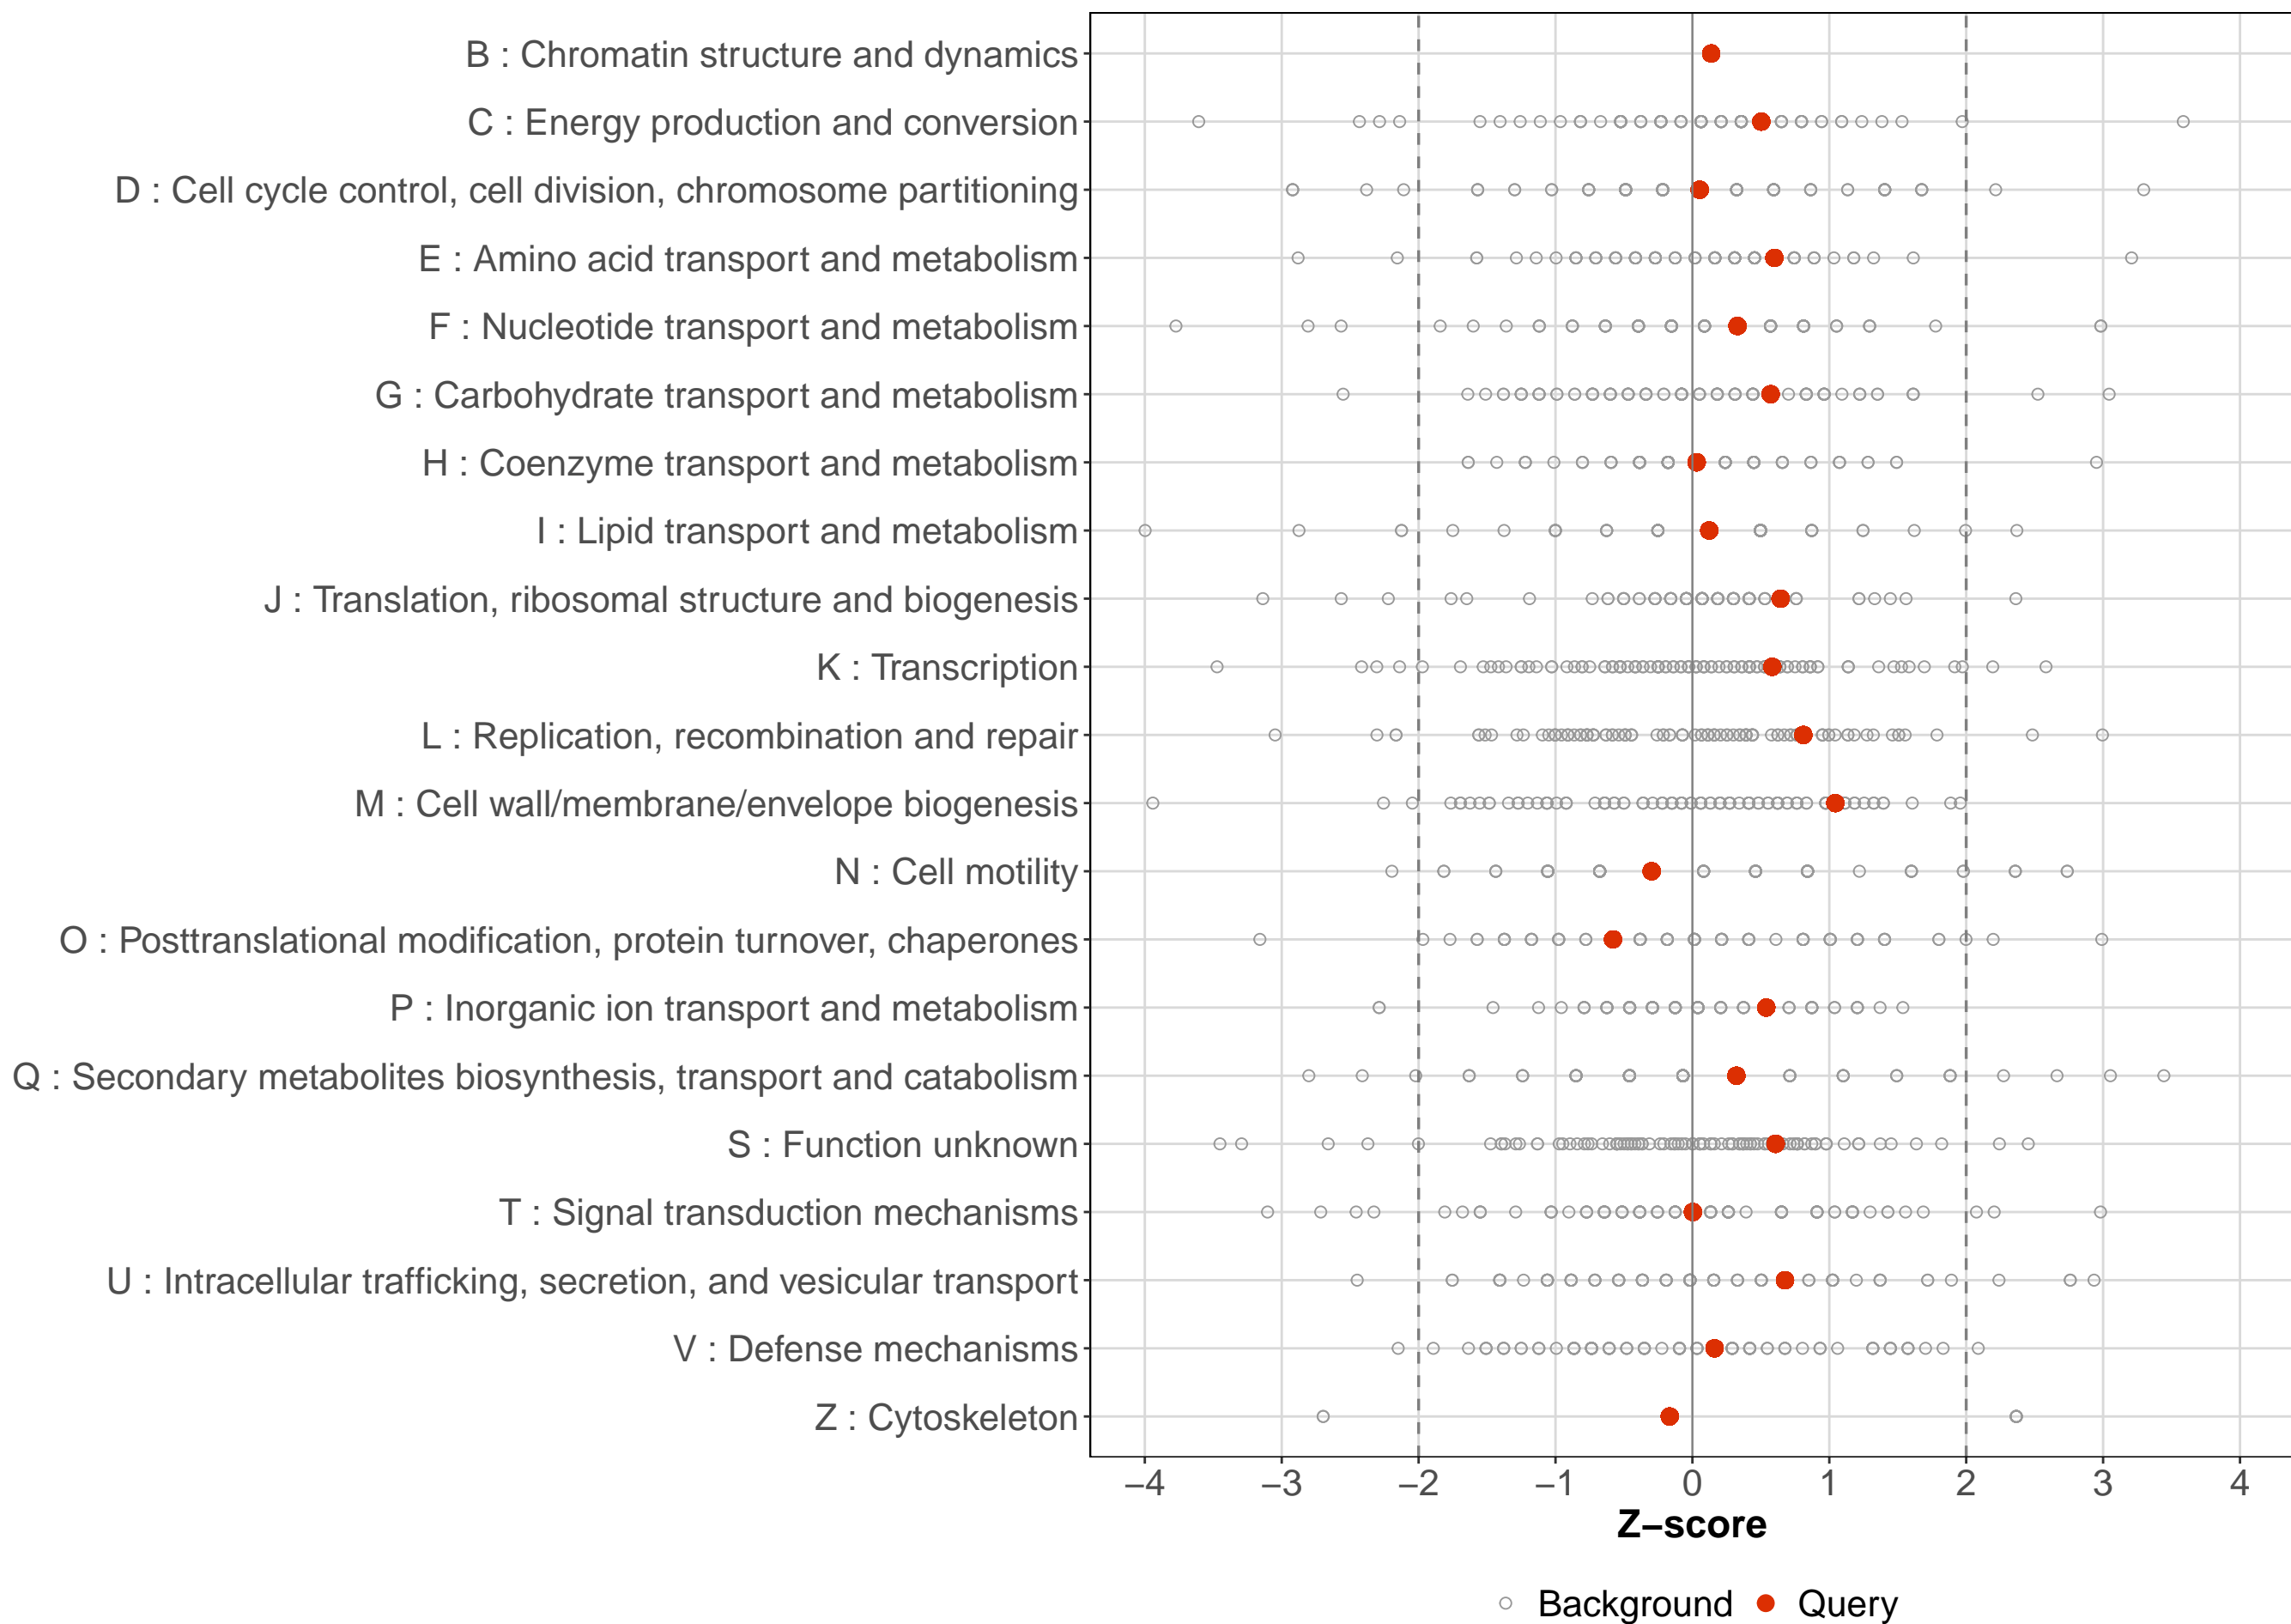 B : Chromatin structure and dynamics
C : Energy production and conversion
D : Cell cycle control, cell division, chromosome partitioning
E : Amino acid transport and metabolism
F : Nucleotide transport and metabolism
G : Carbohydrate transport and metabolism
H : Coenzyme transport and metabolism
I : Lipid transport and metabolism
J : Translation, ribosomal structure and biogenesis
K : Transcription
L : Replication, recombination and repair
M : Cell wall/membrane/envelope biogenesis
N : Cell motility
O : Posttranslational modification, protein turnover, chaperones
P : Inorganic ion transport and metabolism
Q : Secondary metabolites biosynthesis, transport and catabolism
S : Function unknown
T : Signal transduction mechanisms
U : Intracellular trafficking, secretion, and vesicular transport
V : Defense mechanisms
Z : Cytoskeleton
−4 −3 −2 −1 0 1 2 3 4
Z−score
Background Query